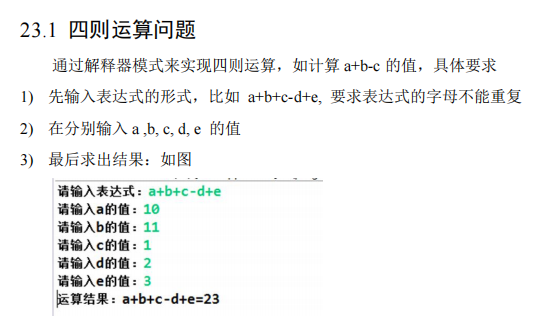 23.1 四则运算问题
通过解释器模式来实现四则运算，如计算 a+b-c 的值，具体要求
1) 先输入表达式的形式，比如 a+b+c-d+e, 要求表达式的字母不能重复
2) 在分别输入 a ,b, c, d, e 的值
3) 最后求出结果：如图
请输入表达式：a+b+c-d+e
请输入a的值：10
请输入b的值：11
请输入c的值：1
请输入d的值：2
请输入e的值：3
运算结果：a+b+c-d+e=23